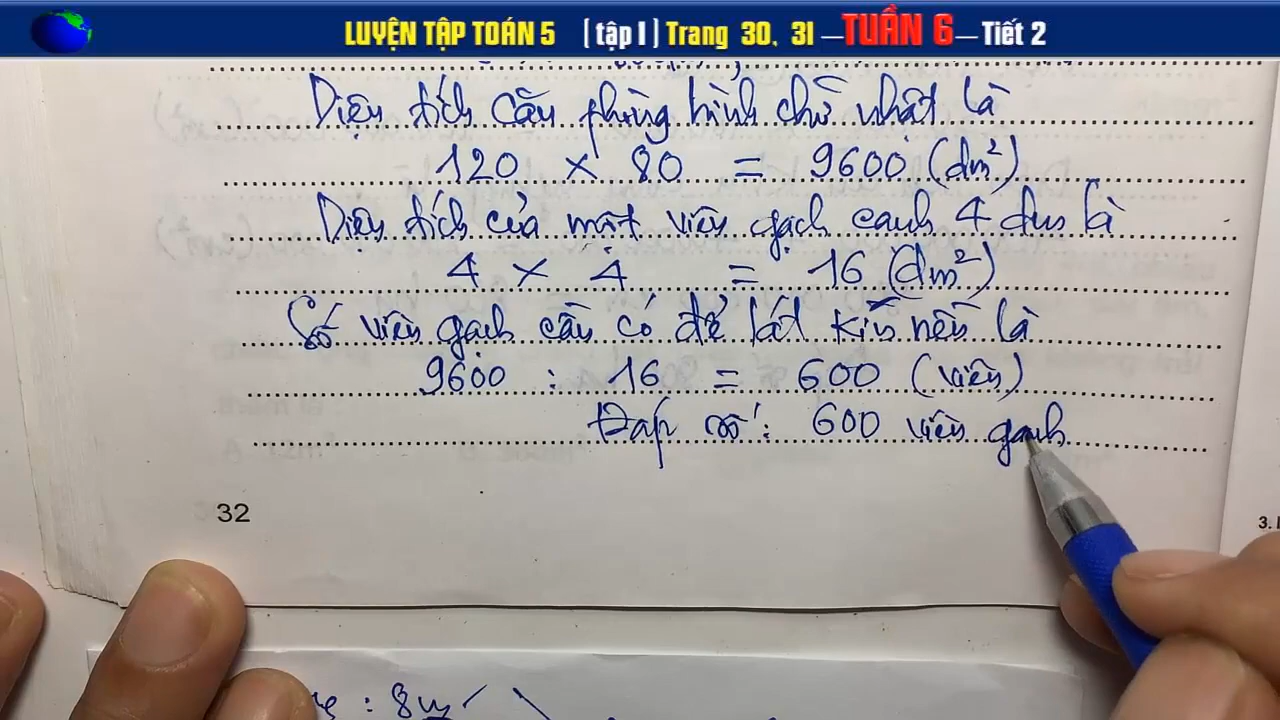 LUYỆN TẬP TOÁN 5 ( tập 1 ) Trang 30, 31 —TUẦN 6— Tiết 2
Diện tích căn phòng hình chữ nhật là
120 × 80 = 9600 (dm²)
Diện tích của một viên gạch cạnh 4 dm là
4 × 4 = 16 (dm²)
Số viên gạch cần có để lát kín nền là
9600 : 16 = 600 (viên)
Đáp số: 600 viên gạch
32
3.
: 8